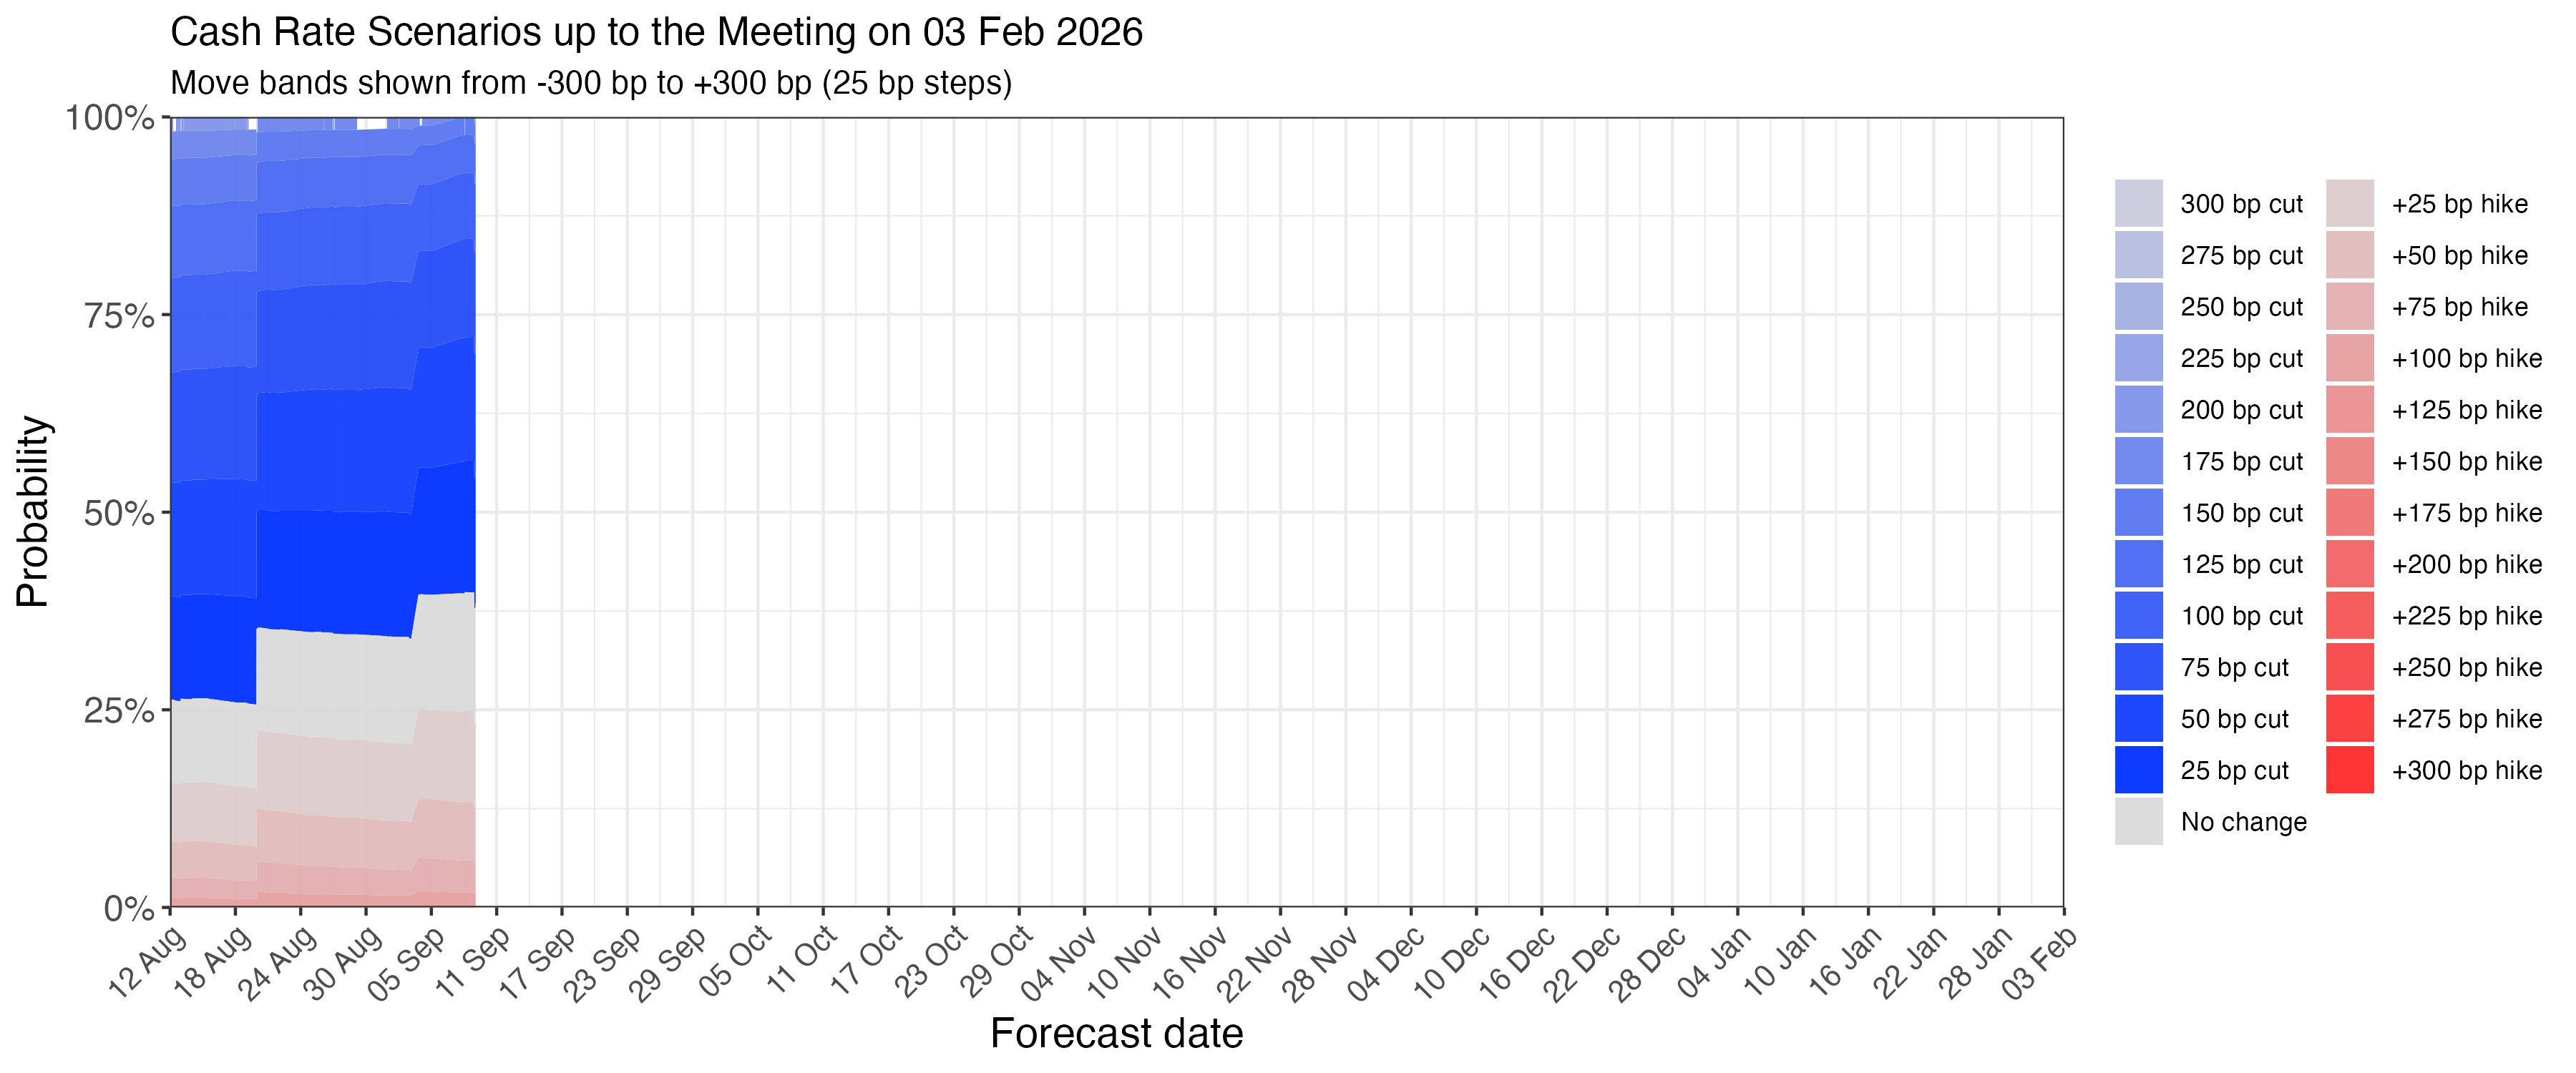 Cash Rate Scenarios up to the Meeting on 03 Feb 2026
Move bands shown from -300 bp to +300 bp (25 bp steps)
Probability
100%
75%
50%
25%
0%
12 Aug
18 Aug
24 Aug
30 Aug
05 Sep
11 Sep
17 Sep
23 Sep
29 Sep
05 Oct
11 Oct
17 Oct
23 Oct
29 Oct
04 Nov
10 Nov
16 Nov
22 Nov
28 Nov
04 Dec
10 Dec
16 Dec
22 Dec
28 Dec
04 Jan
10 Jan
16 Jan
22 Jan
28 Jan
03 Feb
Forecast date
300 bp cut
275 bp cut
250 bp cut
225 bp cut
200 bp cut
175 bp cut
150 bp cut
125 bp cut
100 bp cut
75 bp cut
50 bp cut
25 bp cut
No change
+25 bp hike
+50 bp hike
+75 bp hike
+100 bp hike
+125 bp hike
+150 bp hike
+175 bp hike
+200 bp hike
+225 bp hike
+250 bp hike
+275 bp hike
+300 bp hike